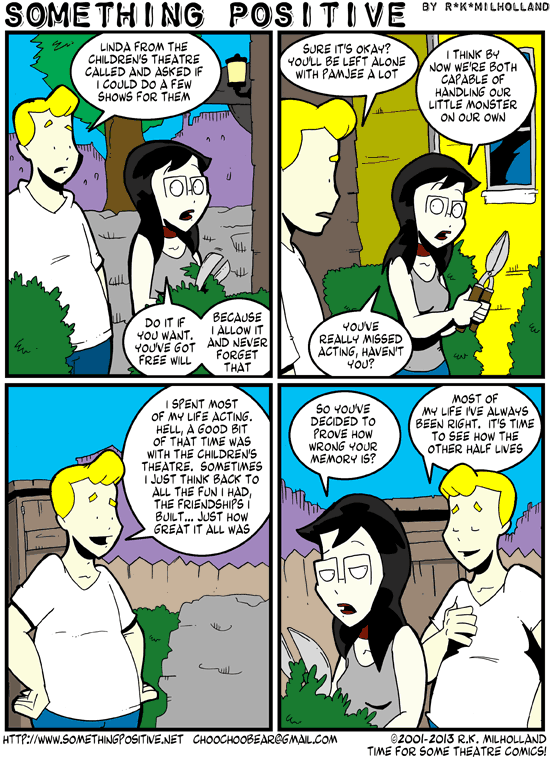 SOMETHING POSITIVE BY R*K*MILHOLLAND
LINDA FROM THE
CHILDREN'S THEATRE
CALLED AND ASKED IF
I COULD DO A FEW
SHOWS FOR THEM
DO IT IF
YOU WANT.
YOU'VE GOT
FREE WILL
BECAUSE
I ALLOW IT
AND NEVER
FORGET
THAT
SURE IT'S OKAY?
YOU'LL BE LEFT ALONE
WITH PAMJEE A LOT
I THINK BY
NOW WE'RE BOTH
CAPABLE OF
HANDLING OUR
LITTLE MONSTER
ON OUR OWN
YOU'VE
REALLY MISSED
ACTING, HAVEN'T
YOU?
I SPENT MOST
OF MY LIFE ACTING.
HELL, A GOOD BIT
OF THAT TIME WAS
WITH THE CHILDREN'S
THEATRE. SOMETIMES
I JUST THINK BACK TO
ALL THE FUN I HAD,
THE FRIENDSHIPS I
BUILT... JUST HOW
GREAT IT ALL WAS
SO YOU'VE
DECIDED TO
PROVE HOW
WRONG YOUR
MEMORY IS?
MOST OF
MY LIFE I'VE ALWAYS
BEEN RIGHT. IT'S TIME
TO SEE HOW THE
OTHER HALF LIVES
HTTP://WWW.SOMETHINGPOSITIVE.NET CHOOCHOOBEAR@GMAIL.COM
©2001-2013 R.K. MILHOLLAND
TIME FOR SOME THEATRE COMICS!